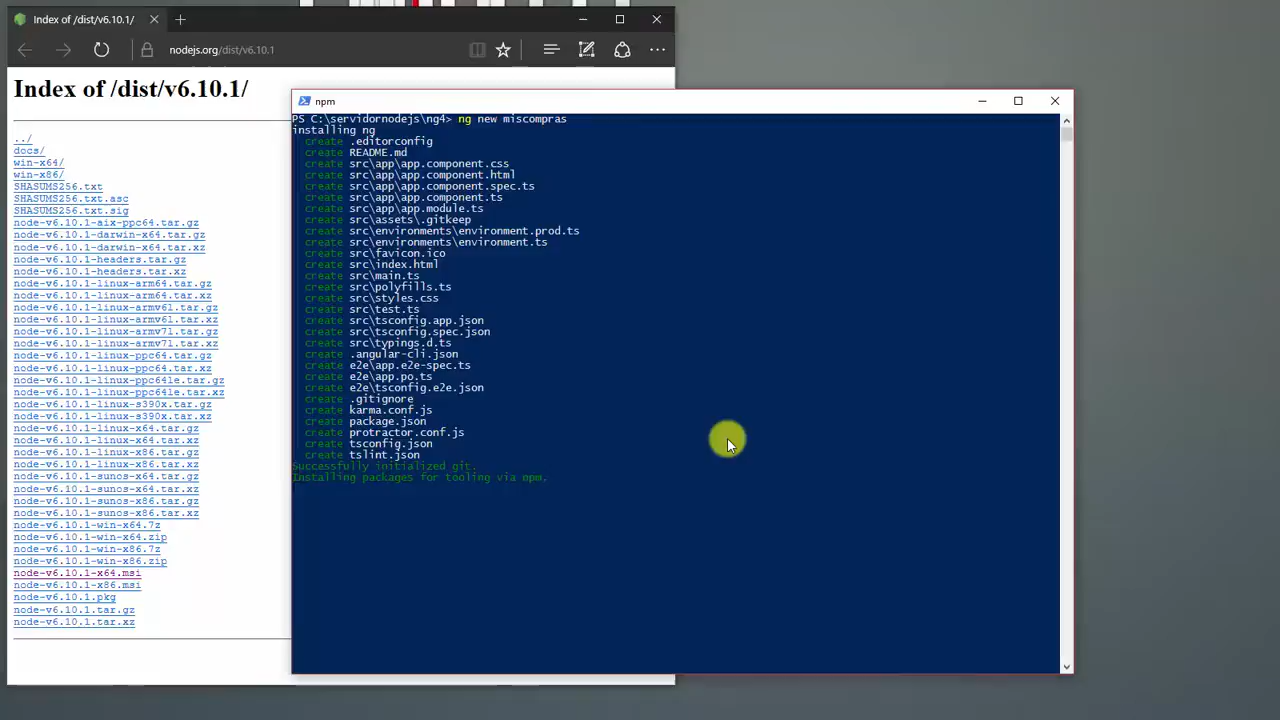 Index of /dist/v6.10.1/
nodejs.org/dist/v6.10.1
Index of /dist/v6.10.1/
../
docs/
win-x64/
win-x86/
SHASUMS256.txt
SHASUMS256.txt.asc
SHASUMS256.txt.sig
node-v6.10.1-aix-ppc64.tar.gz
node-v6.10.1-darwin-x64.tar.gz
node-v6.10.1-darwin-x64.tar.xz
node-v6.10.1-headers.tar.gz
node-v6.10.1-headers.tar.xz
node-v6.10.1-linux-arm64.tar.gz
node-v6.10.1-linux-arm64.tar.xz
node-v6.10.1-linux-armv6l.tar.gz
node-v6.10.1-linux-armv6l.tar.xz
node-v6.10.1-linux-armv7l.tar.gz
node-v6.10.1-linux-armv7l.tar.xz
node-v6.10.1-linux-ppc64.tar.gz
node-v6.10.1-linux-ppc64.tar.xz
node-v6.10.1-linux-ppc64le.tar.gz
node-v6.10.1-linux-ppc64le.tar.xz
node-v6.10.1-linux-s390x.tar.gz
node-v6.10.1-linux-s390x.tar.xz
node-v6.10.1-linux-x64.tar.gz
node-v6.10.1-linux-x64.tar.xz
node-v6.10.1-linux-x86.tar.gz
node-v6.10.1-linux-x86.tar.xz
node-v6.10.1-sunos-x64.tar.gz
node-v6.10.1-sunos-x64.tar.xz
node-v6.10.1-sunos-x86.tar.gz
node-v6.10.1-sunos-x86.tar.xz
node-v6.10.1-win-x64.7z
node-v6.10.1-win-x64.zip
node-v6.10.1-win-x86.7z
node-v6.10.1-win-x86.zip
node-v6.10.1-x64.msi
node-v6.10.1-x86.msi
node-v6.10.1.pkg
node-v6.10.1.tar.gz
node-v6.10.1.tar.xz
npm
PS C:\servidornodejs\ng4> ng new miscompras
installing ng
create .editorconfig
create README.md
create src\app\app.component.css
create src\app\app.component.html
create src\app\app.component.spec.ts
create src\app\app.component.ts
create src\app\app.module.ts
create src\assets\.gitkeep
create src\environments\environment.prod.ts
create src\environments\environment.ts
create src\favicon.ico
create src\index.html
create src\main.ts
create src\polyfills.ts
create src\styles.css
create src\test.ts
create src\tsconfig.app.json
create src\tsconfig.spec.json
create src\typings.d.ts
create .angular-cli.json
create e2e\app.e2e-spec.ts
create e2e\app.po.ts
create e2e\tsconfig.e2e.json
create .gitignore
create karma.conf.js
create package.json
create protractor.conf.js
create tsconfig.json
create tslint.json
Successfully initialized git.
Installing packages for tooling via npm.